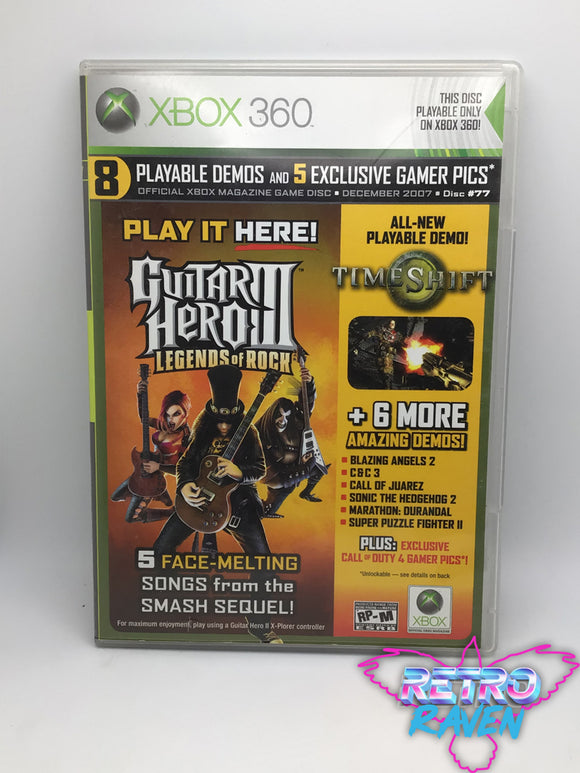 XBOX 360
THIS DISC
PLAYABLE ONLY
ON XBOX 360!
8 PLAYABLE DEMOS AND 5 EXCLUSIVE GAMER PICS*
OFFICIAL XBOX MAGAZINE GAME DISC ■ DECEMBER 2007 ■ Disc #77
PLAY IT HERE!
GUITAR
HERO III
LEGENDS of ROCK
™
5 FACE-MELTING
SONGS from the
SMASH SEQUEL!
For maximum enjoyment, play using a Guitar Hero II X-Plorer controller
ALL-NEW
PLAYABLE DEMO!
TIMESHIFT
+ 6 MORE
AMAZING DEMOS!
■ BLAZING ANGELS 2
■ C&C 3
■ CALL OF JUAREZ
■ SONIC THE HEDGEHOG 2
■ MARATHON: DURANDAL
■ SUPER PUZZLE FIGHTER II
PLUS: EXCLUSIVE
CALL OF DUTY 4 GAMER PICS*!
*Unlockable — see details on back
RP-M
ESRB
XBOX
OFFICIAL XBOX MAGAZINE
RETRO
RAVEN